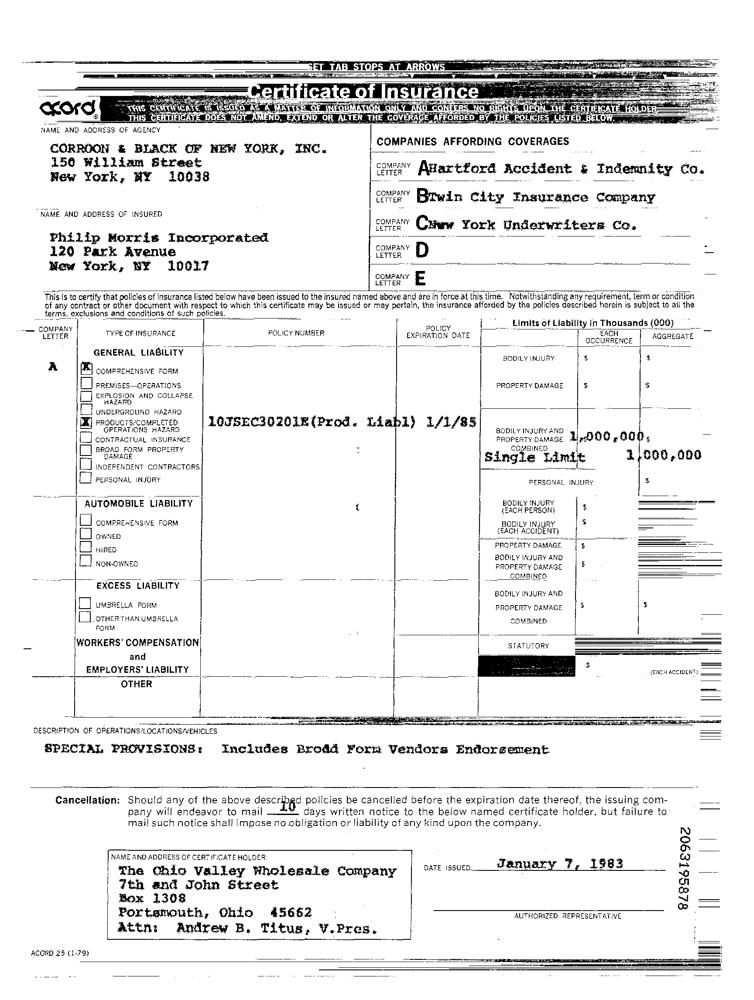 SET TAB STOPS AT ARROWS
Certificate of Insurance
acord
THIS CERTIFICATE IS ISSUED AS A MATTER OF INFORMATION ONLY AND CONFERS NO RIGHTS UPON THE CERTIFICATE HOLDER.
THIS CERTIFICATE DOES NOT AMEND, EXTEND OR ALTER THE COVERAGE AFFORDED BY THE POLICIES LISTED BELOW.
NAME AND ADDRESS OF AGENCY
CORROON & BLACK OF NEW YORK, INC.
150 William Street
New York, NY 10038
COMPANIES AFFORDING COVERAGES
COMPANY LETTER A Hartford Accident & Indemnity Co.
COMPANY LETTER B Twin City Insurance Company
NAME AND ADDRESS OF INSURED
Philip Morris Incorporated
120 Park Avenue
New York, NY 10017
COMPANY LETTER C New York Underwriters Co.
COMPANY LETTER D
COMPANY LETTER E
This is to certify that policies of insurance listed below have been issued to the insured named above and are in force at this time. Notwithstanding any requirement, term or condition
of any contract or other document with respect to which this certificate may be issued or may pertain, the insurance afforded by the policies described herein is subject to all the
terms, exclusions and conditions of such policies.
COMPANY LETTER
TYPE OF INSURANCE
POLICY NUMBER
POLICY EXPIRATION DATE
Limits of Liability in Thousands (000)
EACH OCCURRENCE
AGGREGATE
GENERAL LIABILITY
A
X COMPREHENSIVE FORM
PREMISES—OPERATIONS
EXPLOSION AND COLLAPSE
HAZARD
UNDERGROUND HAZARD
X PRODUCTS/COMPLETED
OPERATIONS HAZARD
CONTRACTUAL INSURANCE
BROAD FORM PROPERTY
DAMAGE
INDEPENDENT CONTRACTORS
PERSONAL INJURY
10JSEC30201E(Prod. Liabl) 1/1/85
BODILY INJURY $ $
PROPERTY DAMAGE $ $
BODILY INJURY AND
PROPERTY DAMAGE 1,000,000 $
COMBINED
Single Limit 1,000,000
PERSONAL INJURY $
AUTOMOBILE LIABILITY
COMPREHENSIVE FORM
OWNED
HIRED
NON-OWNED
BODILY INJURY
(EACH PERSON) $
BODILY INJURY
(EACH ACCIDENT) $
PROPERTY DAMAGE $
BODILY INJURY AND
PROPERTY DAMAGE $
COMBINED
EXCESS LIABILITY
UMBRELLA FORM
OTHER THAN UMBRELLA
FORM
BODILY INJURY AND
PROPERTY DAMAGE $ $
COMBINED
WORKERS' COMPENSATION
and
EMPLOYERS' LIABILITY
STATUTORY
$
(EACH ACCIDENT)
OTHER
DESCRIPTION OF OPERATIONS/LOCATIONS/VEHICLES
SPECIAL PROVISIONS: Includes Brodd Form Vendors Endorsement
Cancellation: Should any of the above described policies be cancelled before the expiration date thereof, the issuing com-
pany will endeavor to mail 10 days written notice to the below named certificate holder, but failure to
mail such notice shall impose no obligation or liability of any kind upon the company.
NAME AND ADDRESS OF CERTIFICATE HOLDER:
The Ohio Valley Wholesale Company
7th and John Street
Box 1308
Portsmouth, Ohio 45662
Attn: Andrew B. Titus, V.Pres.
DATE ISSUED: January 7, 1983
AUTHORIZED REPRESENTATIVE
2063195878
ACORD 25 (1-79)